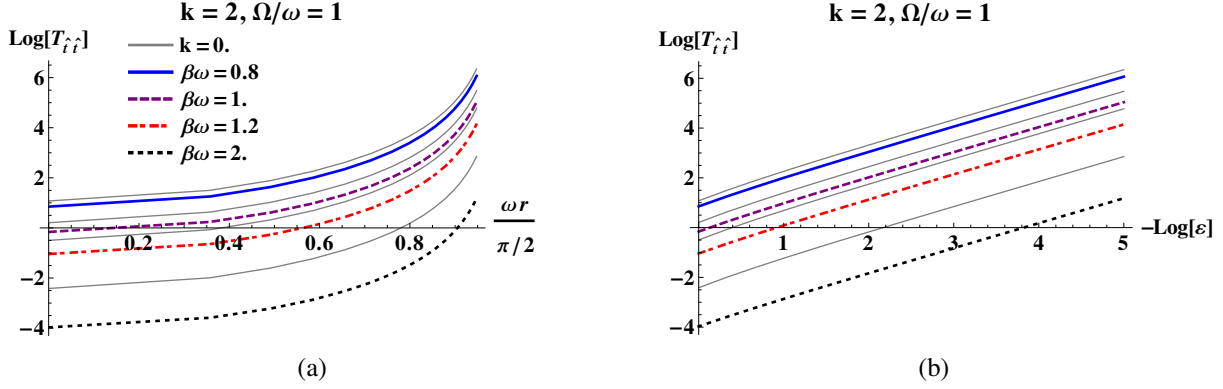 k = 2, Ω/ω = 1
Log[T_{t̂ t̂}]
k = 0.
βω = 0.8
βω = 1.
βω = 1.2
βω = 2.
6
4
2
−2
−4
0.2 0.4 0.6 0.8
ωr
π/2
(a)
k = 2, Ω/ω = 1
Log[T_{t̂ t̂}]
6
4
2
−2
−4
1 2 3 4 5
−Log[ε]
(b)